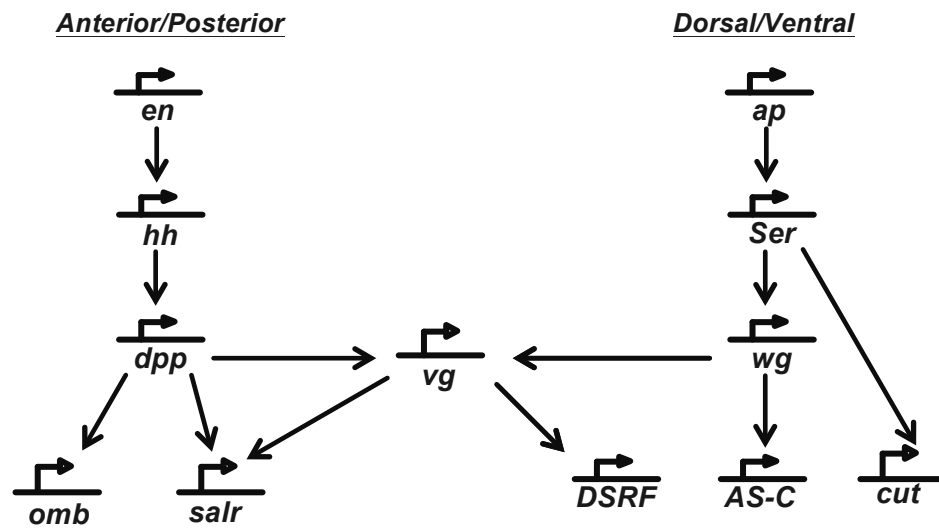 Anterior/Posterior
Dorsal/Ventral
en
ap
hh
Ser
dpp
vg
wg
omb
salr
DSRF
AS-C
cut